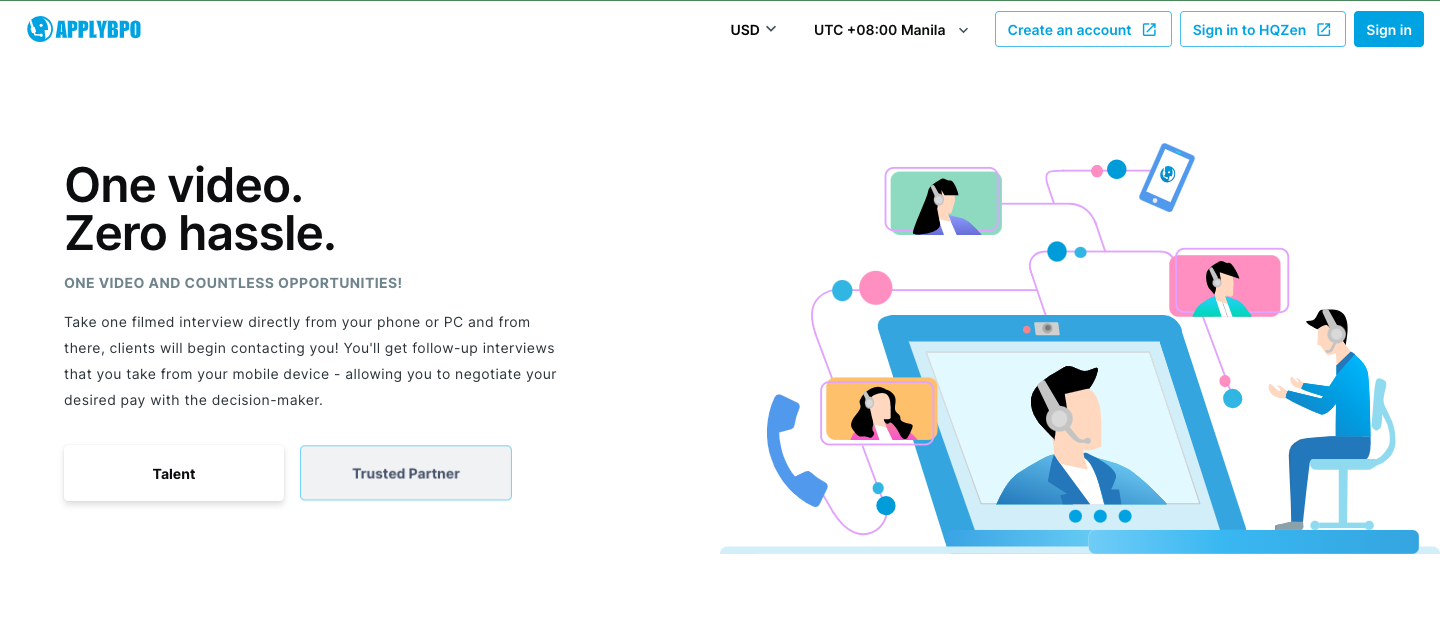 APPLYBPO
USD
UTC +08:00 Manila
Create an account
Sign in to HQZen
Sign in
One video.
Zero hassle.
ONE VIDEO AND COUNTLESS OPPORTUNITIES!
Take one filmed interview directly from your phone or PC and from
there, clients will begin contacting you! You'll get follow-up interviews
that you take from your mobile device - allowing you to negotiate your
desired pay with the decision-maker.
Talent
Trusted Partner